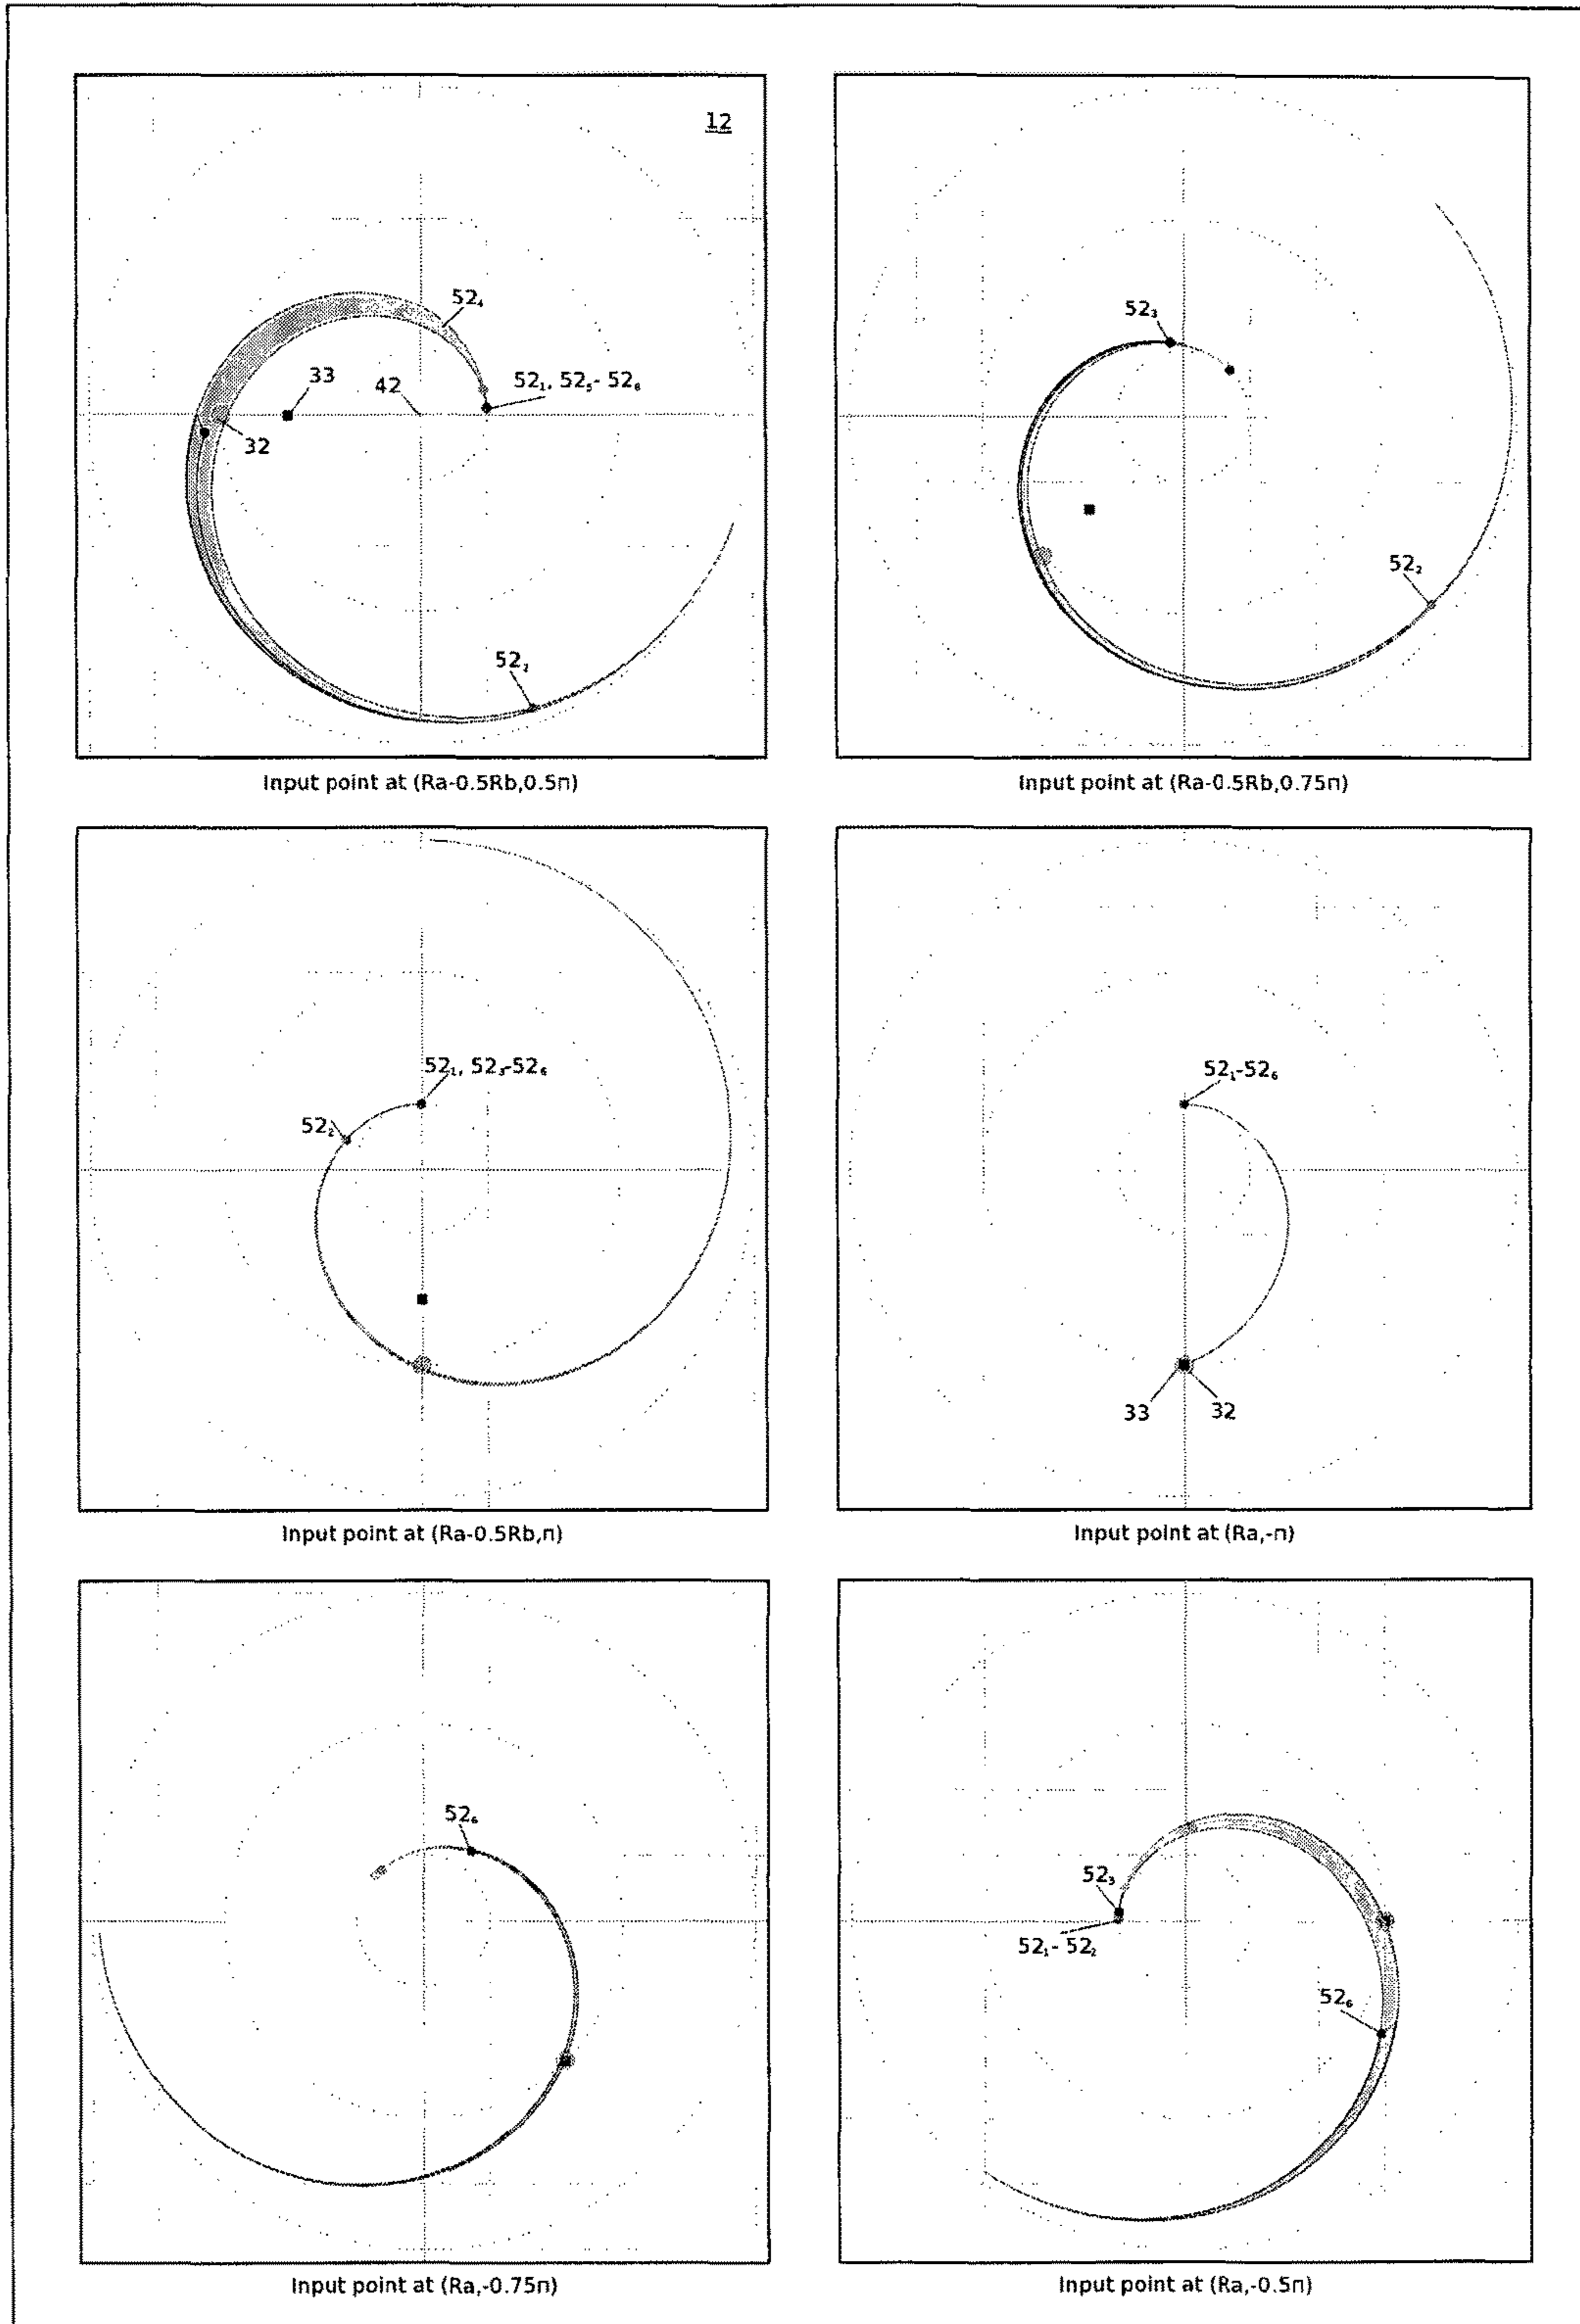 12
52₄
33
42
52₁, 52₅- 52₆
32
52₂
Input point at (Ra-0.5Rb,0.5π)
52₃
52₂
Input point at (Ra-0.5Rb,0.75π)
52₁, 52₃-52₆
52₂
Input point at (Ra-0.5Rb,π)
52₁-52₆
33
32
Input point at (Ra,-π)
52₆
Input point at (Ra,-0.75π)
52₃
52₁- 52₂
52₆
Input point at (Ra,-0.5π)